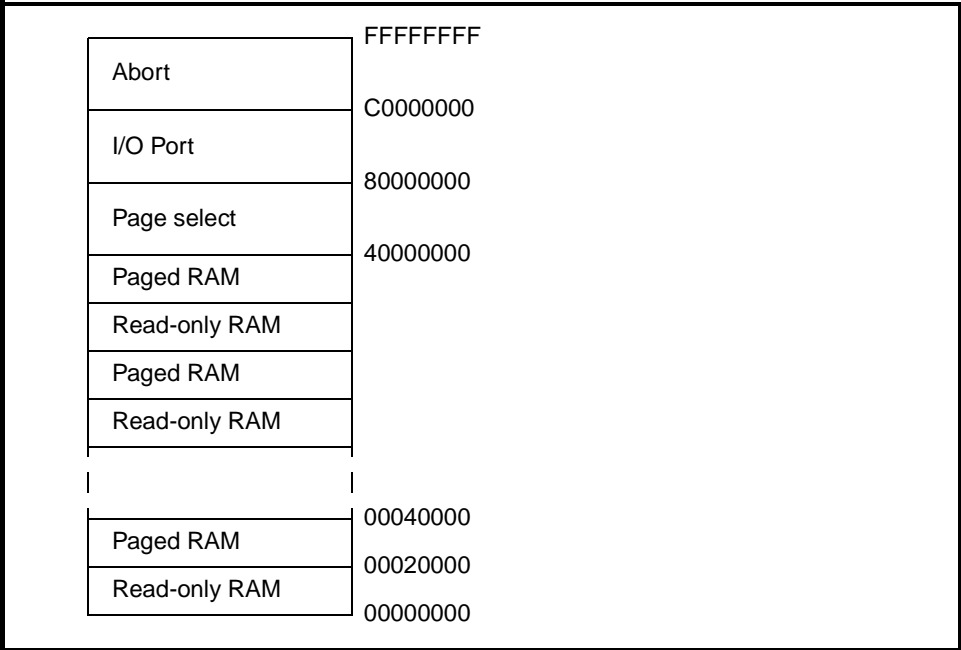 FFFFFFFF
Abort
C0000000
I/O Port
80000000
Page select
40000000
Paged RAM
Read-only RAM
Paged RAM
Read-only RAM
00040000
Paged RAM
00020000
Read-only RAM
00000000